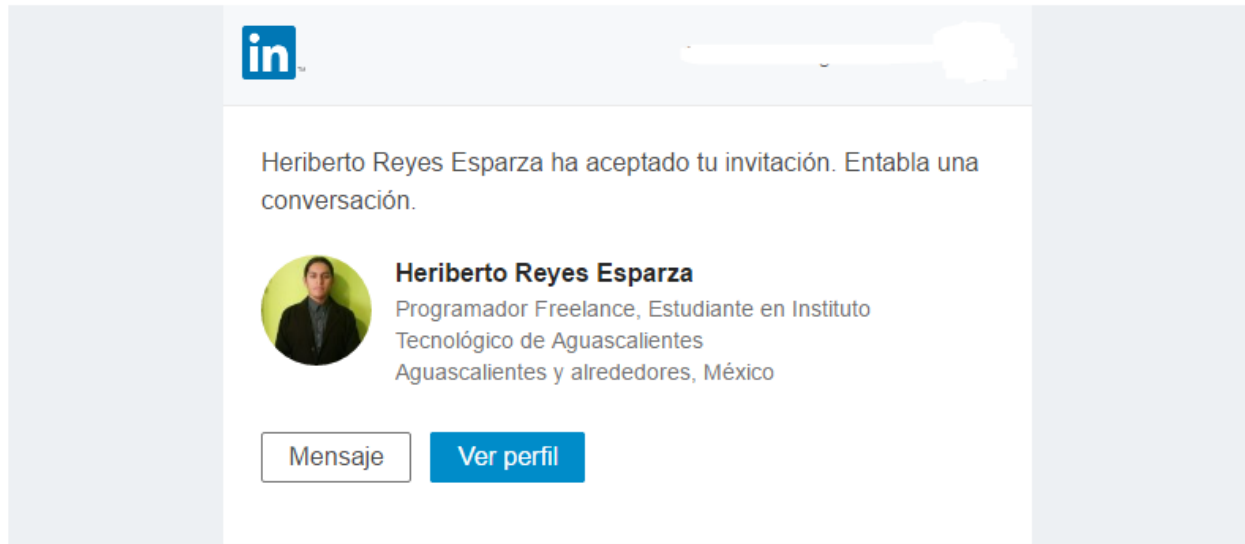 in
Heriberto Reyes Esparza ha aceptado tu invitación. Entabla una
conversación.
Heriberto Reyes Esparza
Programador Freelance, Estudiante en Instituto
Tecnológico de Aguascalientes
Aguascalientes y alrededores, México
Mensaje
Ver perfil